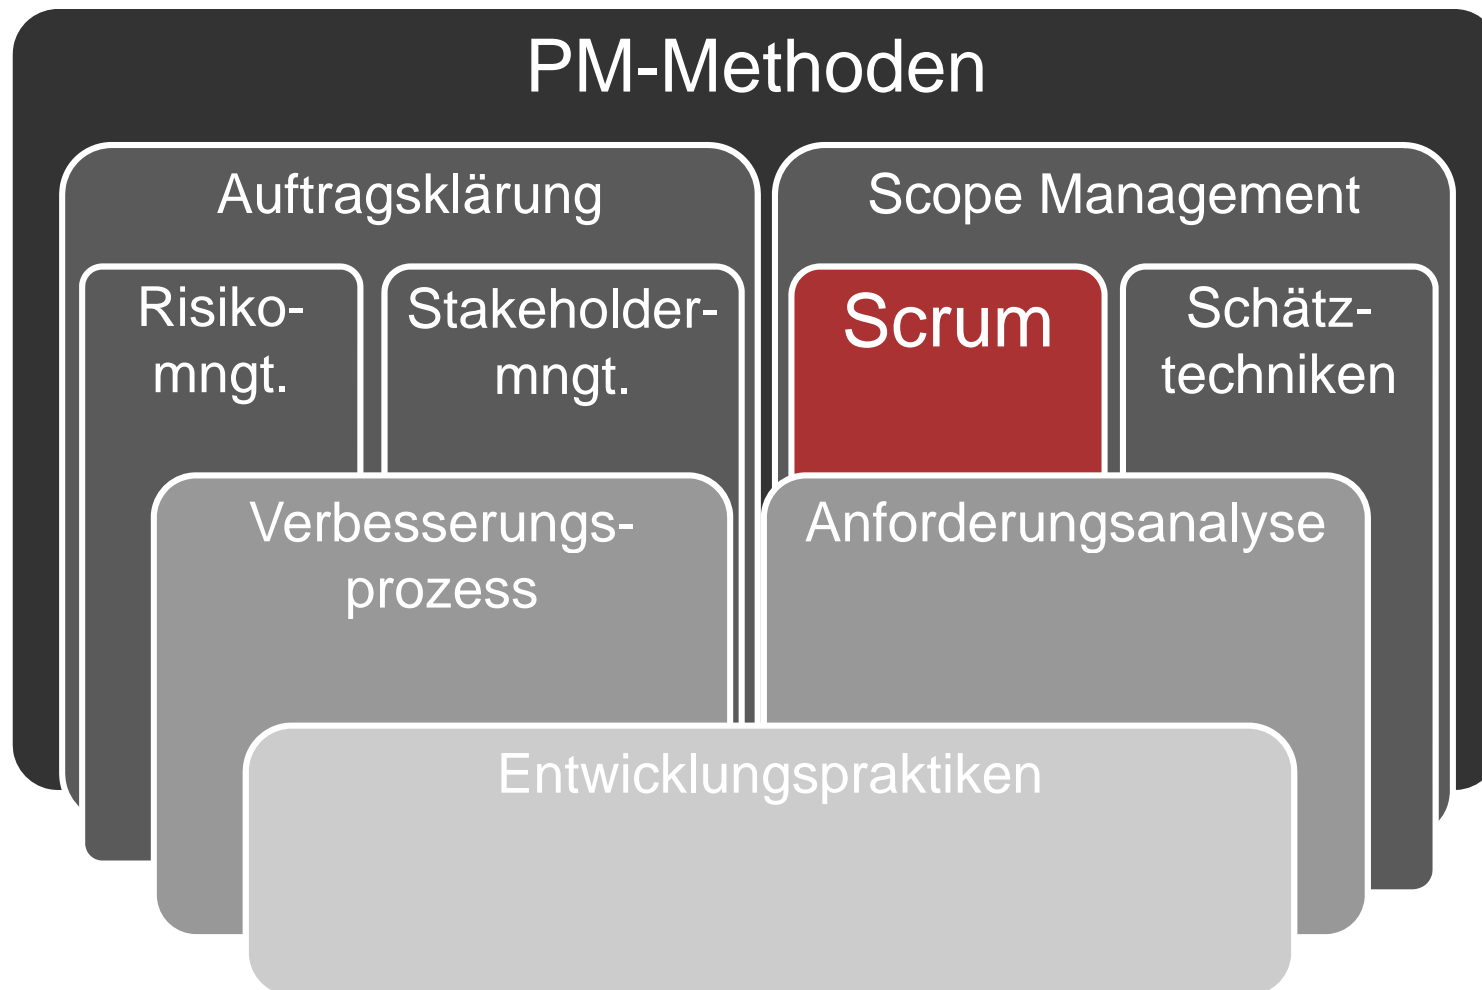 PM-Methoden
Auftragsklärung
Scope Management
Risiko-
mngt.
Stakeholder-
mngt.
Scrum
Schätz-
techniken
Verbesserungs-
prozess
Anforderungsanalyse
Entwicklungspraktiken